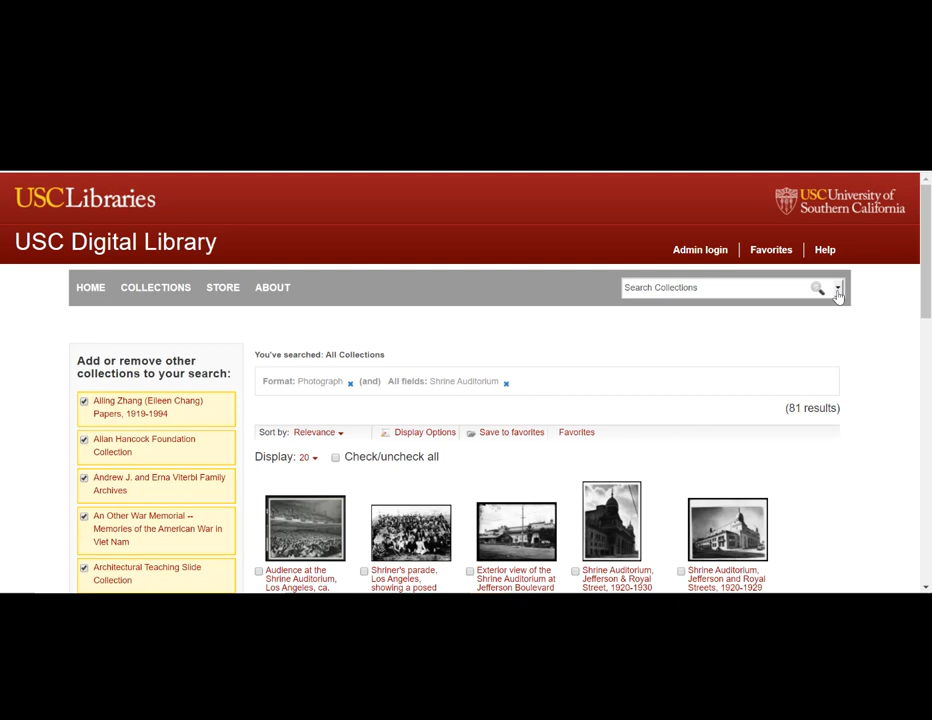 USCLibraries
USC University of
Southern California
USC Digital Library
Admin login
Favorites
Help
HOME
COLLECTIONS
STORE
ABOUT
Search Collections
Add or remove other
collections to your search:
Ailing Zhang (Eileen Chang)
Papers, 1919-1994
Allan Hancock Foundation
Collection
Andrew J. and Erna Viterbi Family
Archives
An Other War Memorial --
Memories of the American War in
Viet Nam
Architectural Teaching Slide
Collection
You've searched: All Collections
Format: Photograph (and) All fields: Shrine Auditorium
(81 results)
Sort by: Relevance
Display Options
Save to favorites
Favorites
Display: 20
Check/uncheck all
Audience at the
Shrine Auditorium,
Los Angeles, ca.
Shriner's parade,
Los Angeles,
showing a posed
Exterior view of the
Shrine Auditorium at
Jefferson Boulevard
Shrine Auditorium,
Jefferson & Royal
Street, 1920-1930
Shrine Auditorium,
Jefferson and Royal
Streets, 1920-1929